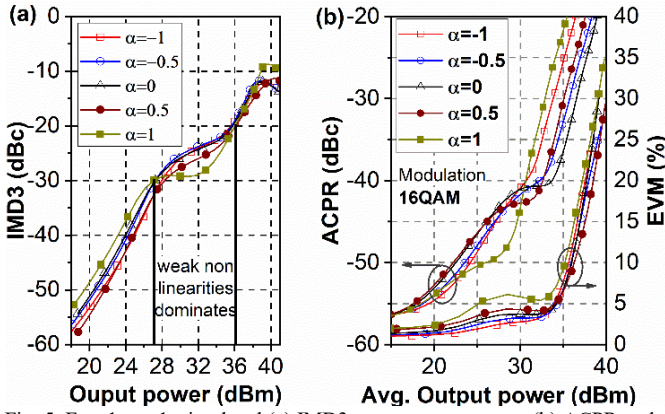 (a)
0
-10
-20
-30
-40
-50
-60
IMD3 (dBc)
α=-1
α=-0.5
α=0
α=0.5
α=1
weak non
linearities
dominates
20 24 28 32 36 40
Ouput power (dBm)
(b)
-20
-30
-40
-50
-60
ACPR (dBc)
α=-1
α=-0.5
α=0
α=0.5
α=1
Modulation
16QAM
40
35
30
25
20
15
10
5
0
EVM (%)
20 30 40
Avg. Output power (dBm)